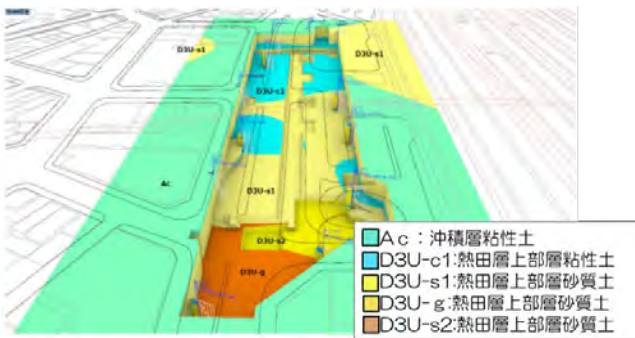 D3U-s1
D3U-s1
D3U-s3
Ac
D3U-s1
D3U-s2
D3U-g
Ac：沖積層粘性土
D3U-c1:熱田層上部層粘性土
D3U-s1:熱田層上部層砂質土
D3U-g:熱田層上部層砂質土
D3U-s2:熱田層上部層砂質土